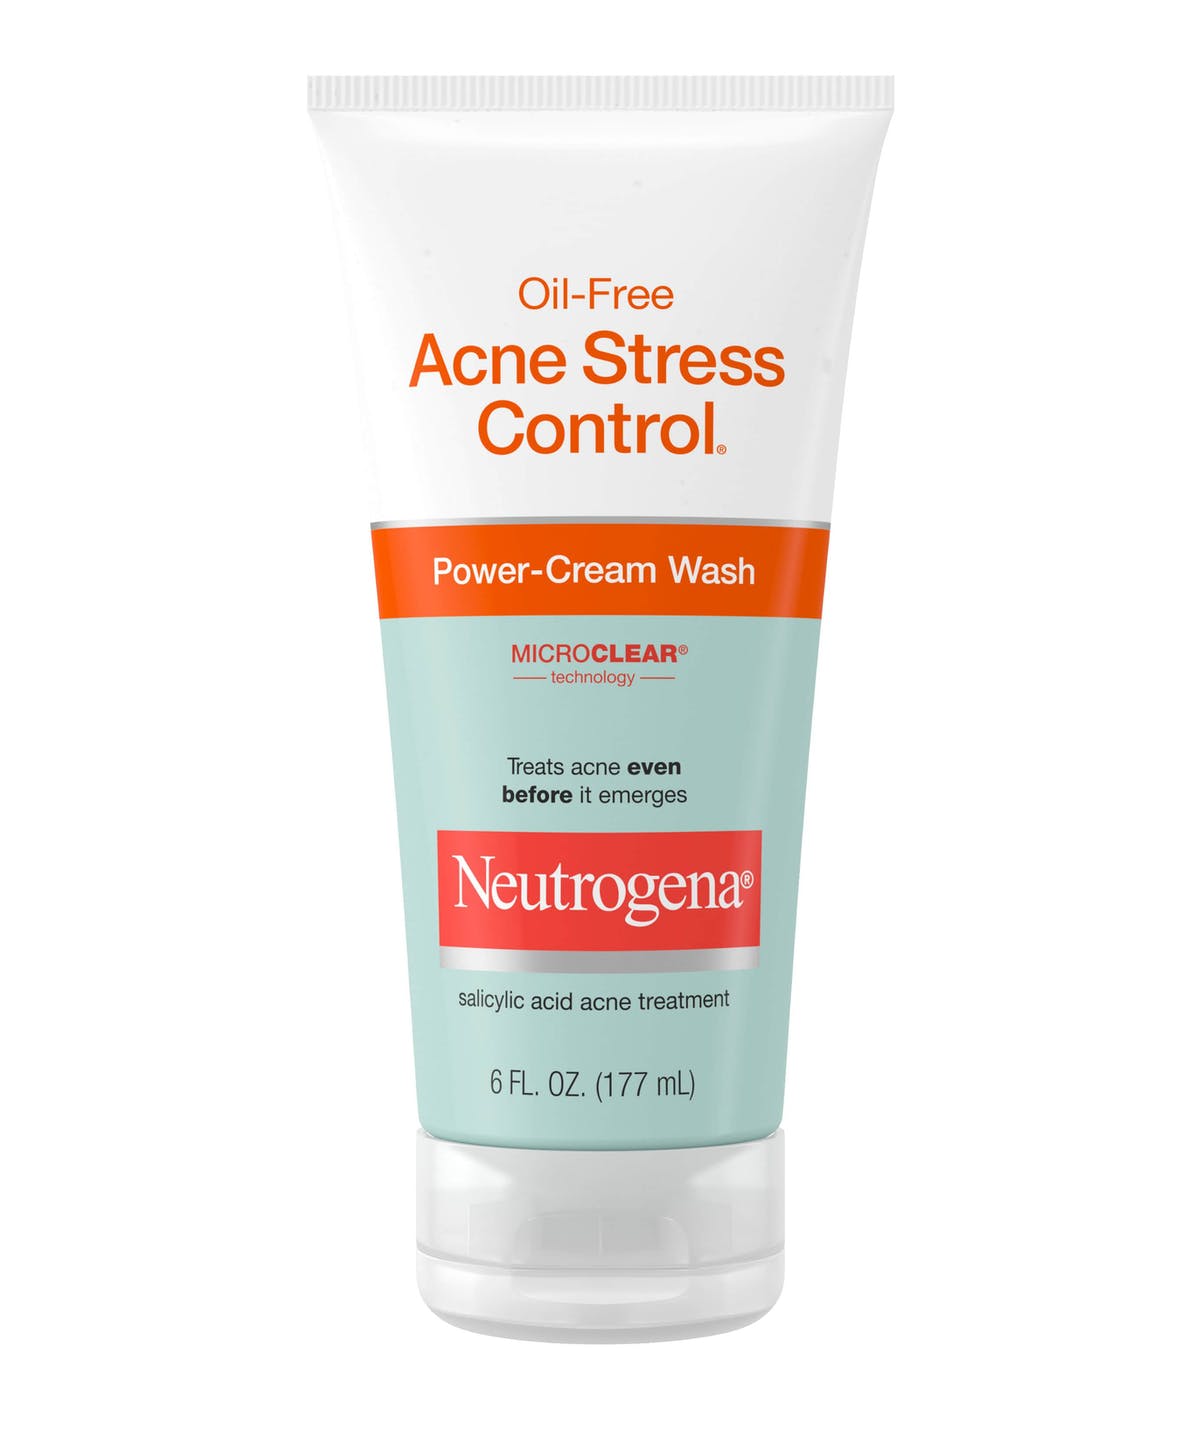 Oil-Free
Acne Stress
Control®
Power-Cream Wash
MICROCLEAR®
technology
Treats acne even
before it emerges
Neutrogena®
salicylic acid acne treatment
6 FL. OZ. (177 mL)